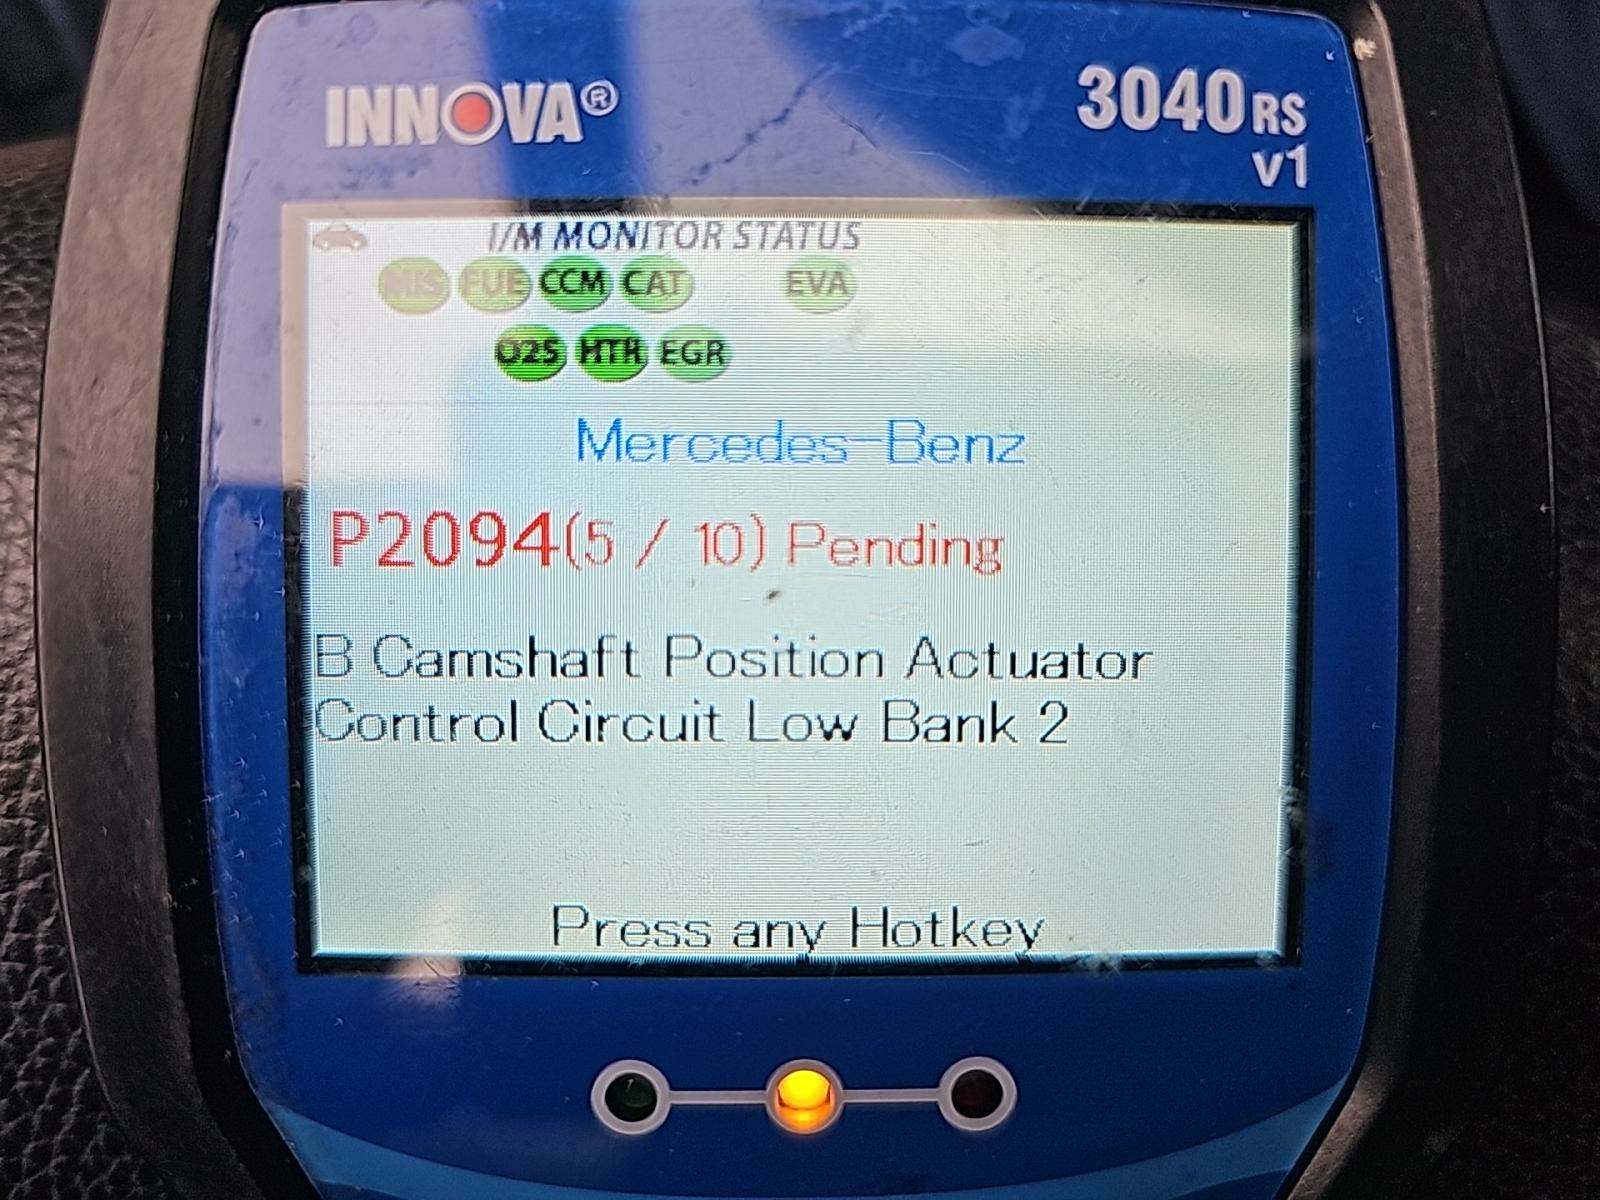 INNOVA®
3040RS
v1
I/M MONITOR STATUS
MIS FUE CCM CAT EVA
O2S HTR EGR
Mercedes-Benz
P2094(5 / 10) Pending
B Camshaft Position Actuator
Control Circuit Low Bank 2
Press any Hotkey